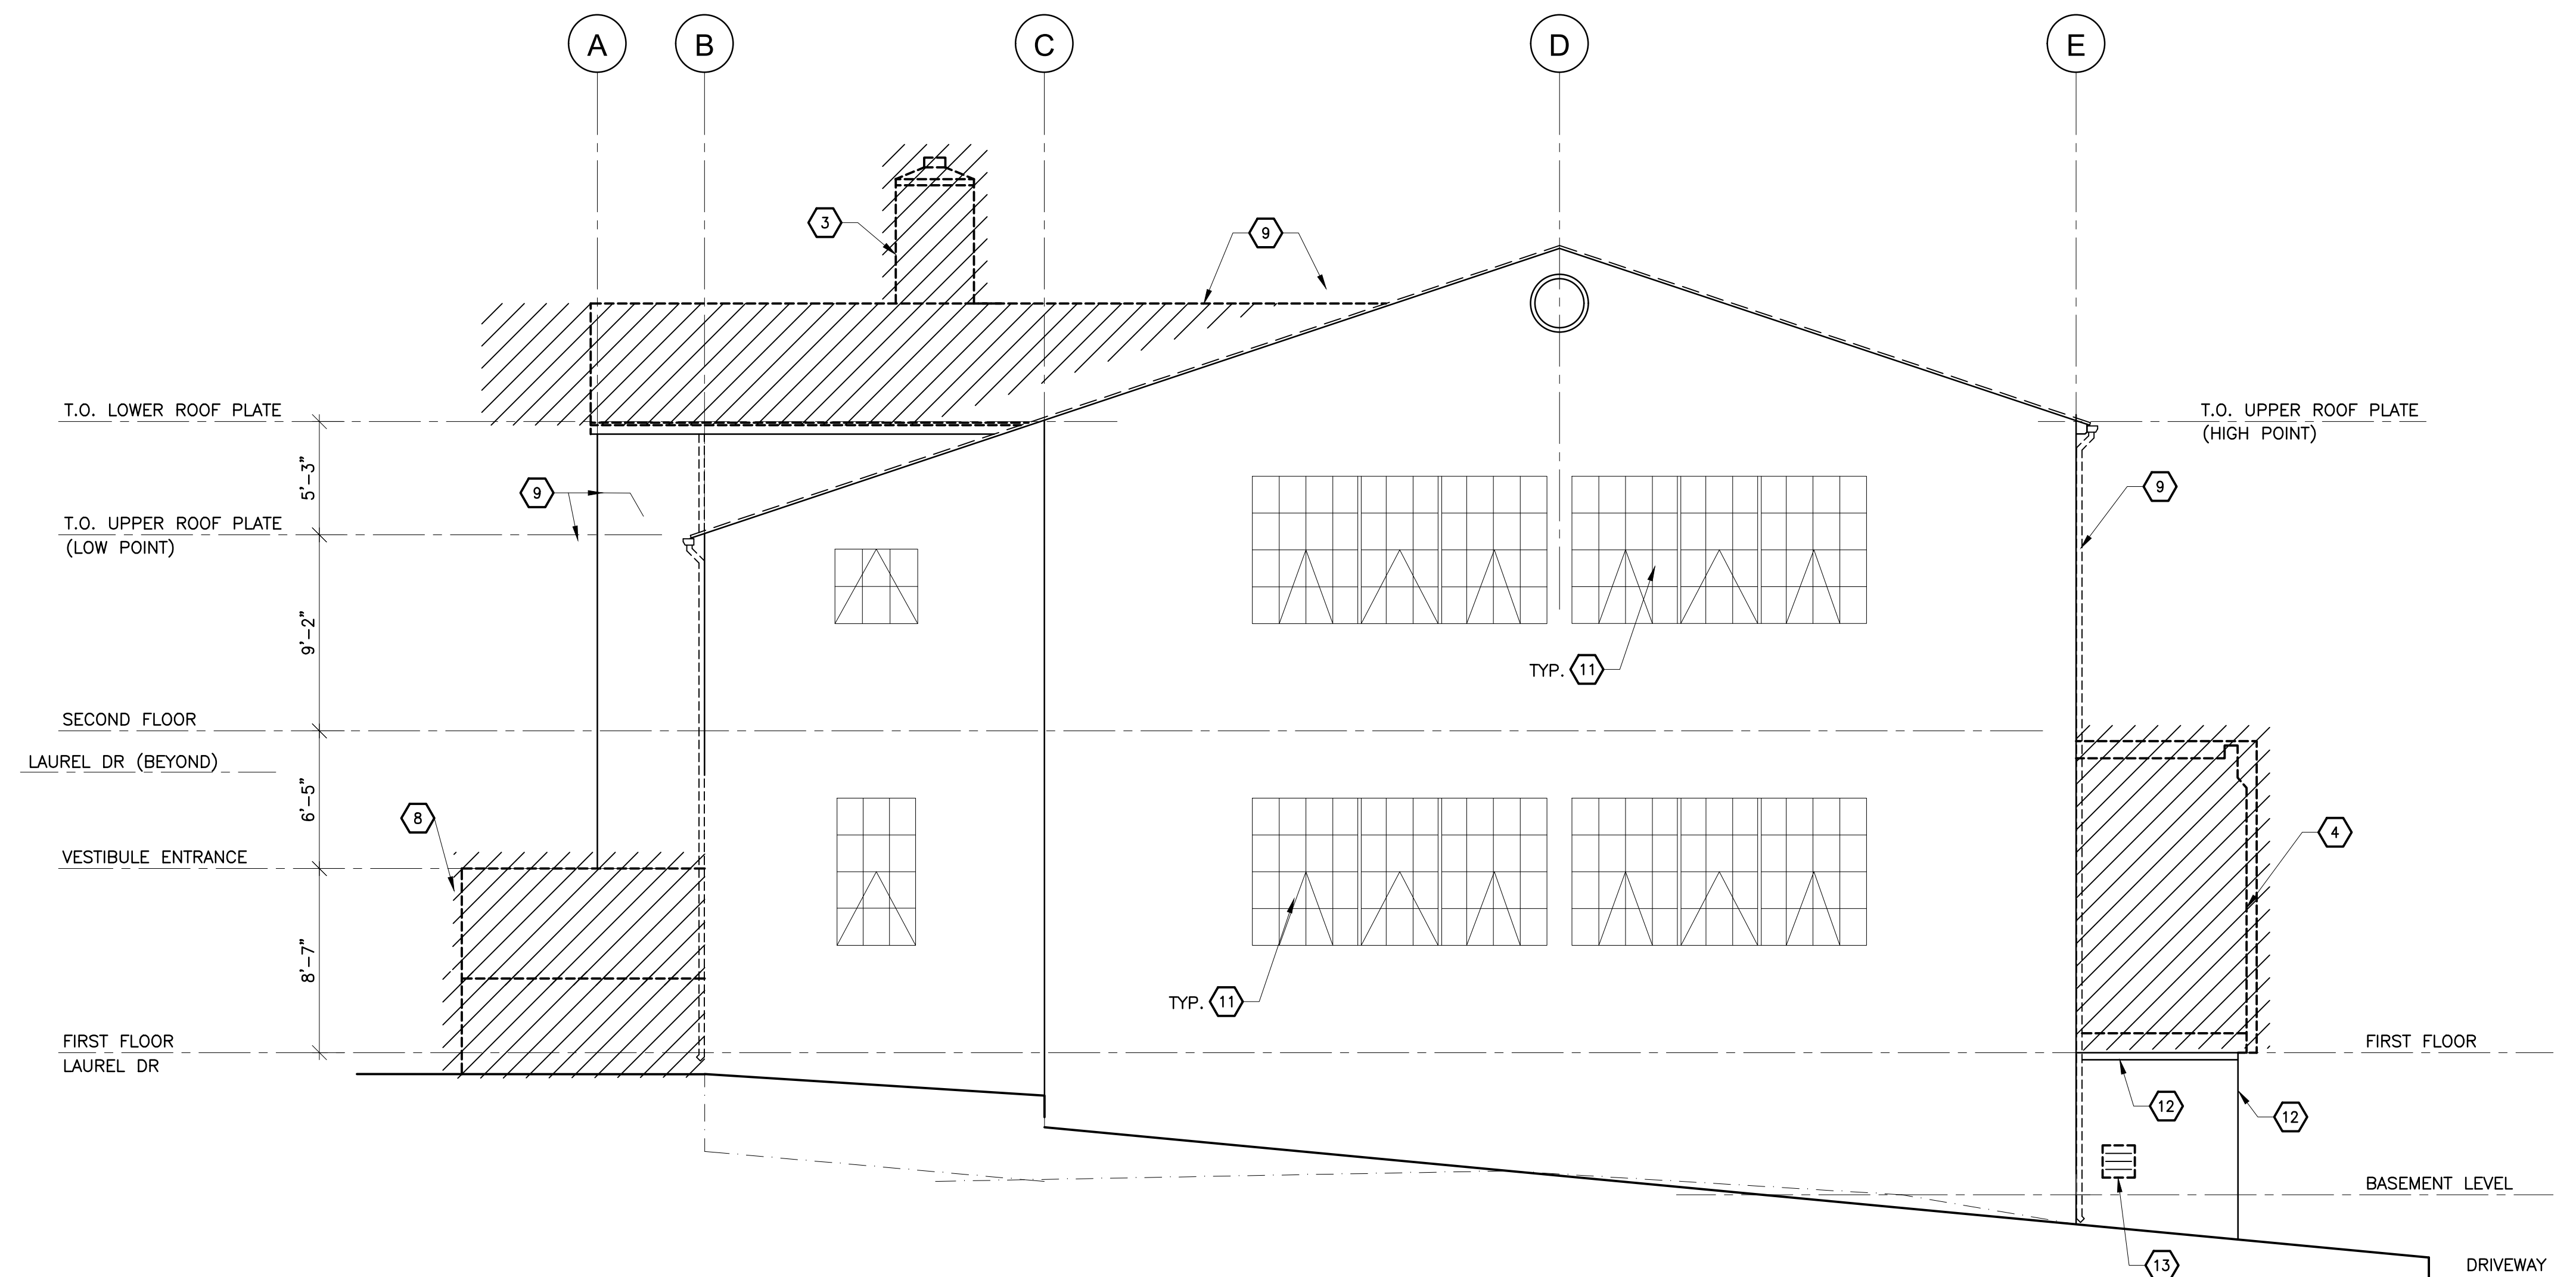 A B C D E
3
9
T.O. LOWER ROOF PLATE
T.O. UPPER ROOF PLATE
(HIGH POINT)
5'-3"
9
9
T.O. UPPER ROOF PLATE
(LOW POINT)
9'-2"
TYP. 11
SECOND FLOOR
LAUREL DR (BEYOND)
6'-5"
8
4
VESTIBULE ENTRANCE
8'-7"
TYP. 11
FIRST FLOOR
LAUREL DR
FIRST FLOOR
12
12
BASEMENT LEVEL
13
DRIVEWAY